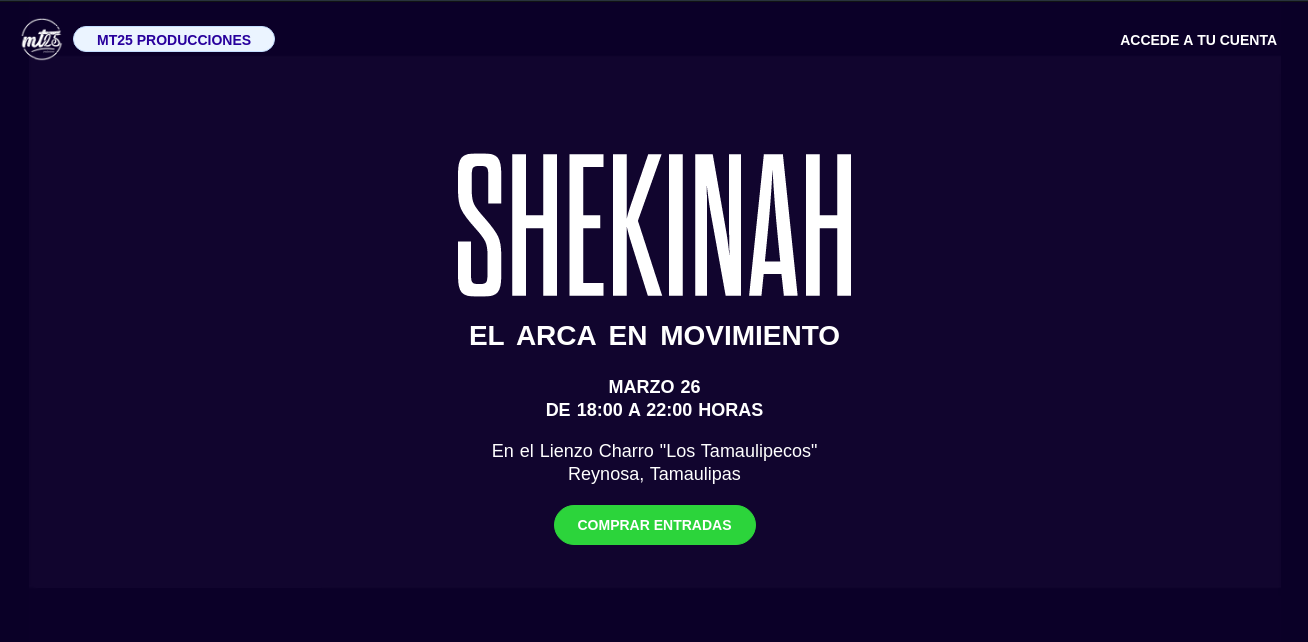 mt25
MT25 PRODUCCIONES
ACCEDE A TU CUENTA
SHEKINAH
EL ARCA EN MOVIMIENTO
MARZO 26
DE 18:00 A 22:00 HORAS
En el Lienzo Charro "Los Tamaulipecos"
Reynosa, Tamaulipas
COMPRAR ENTRADAS